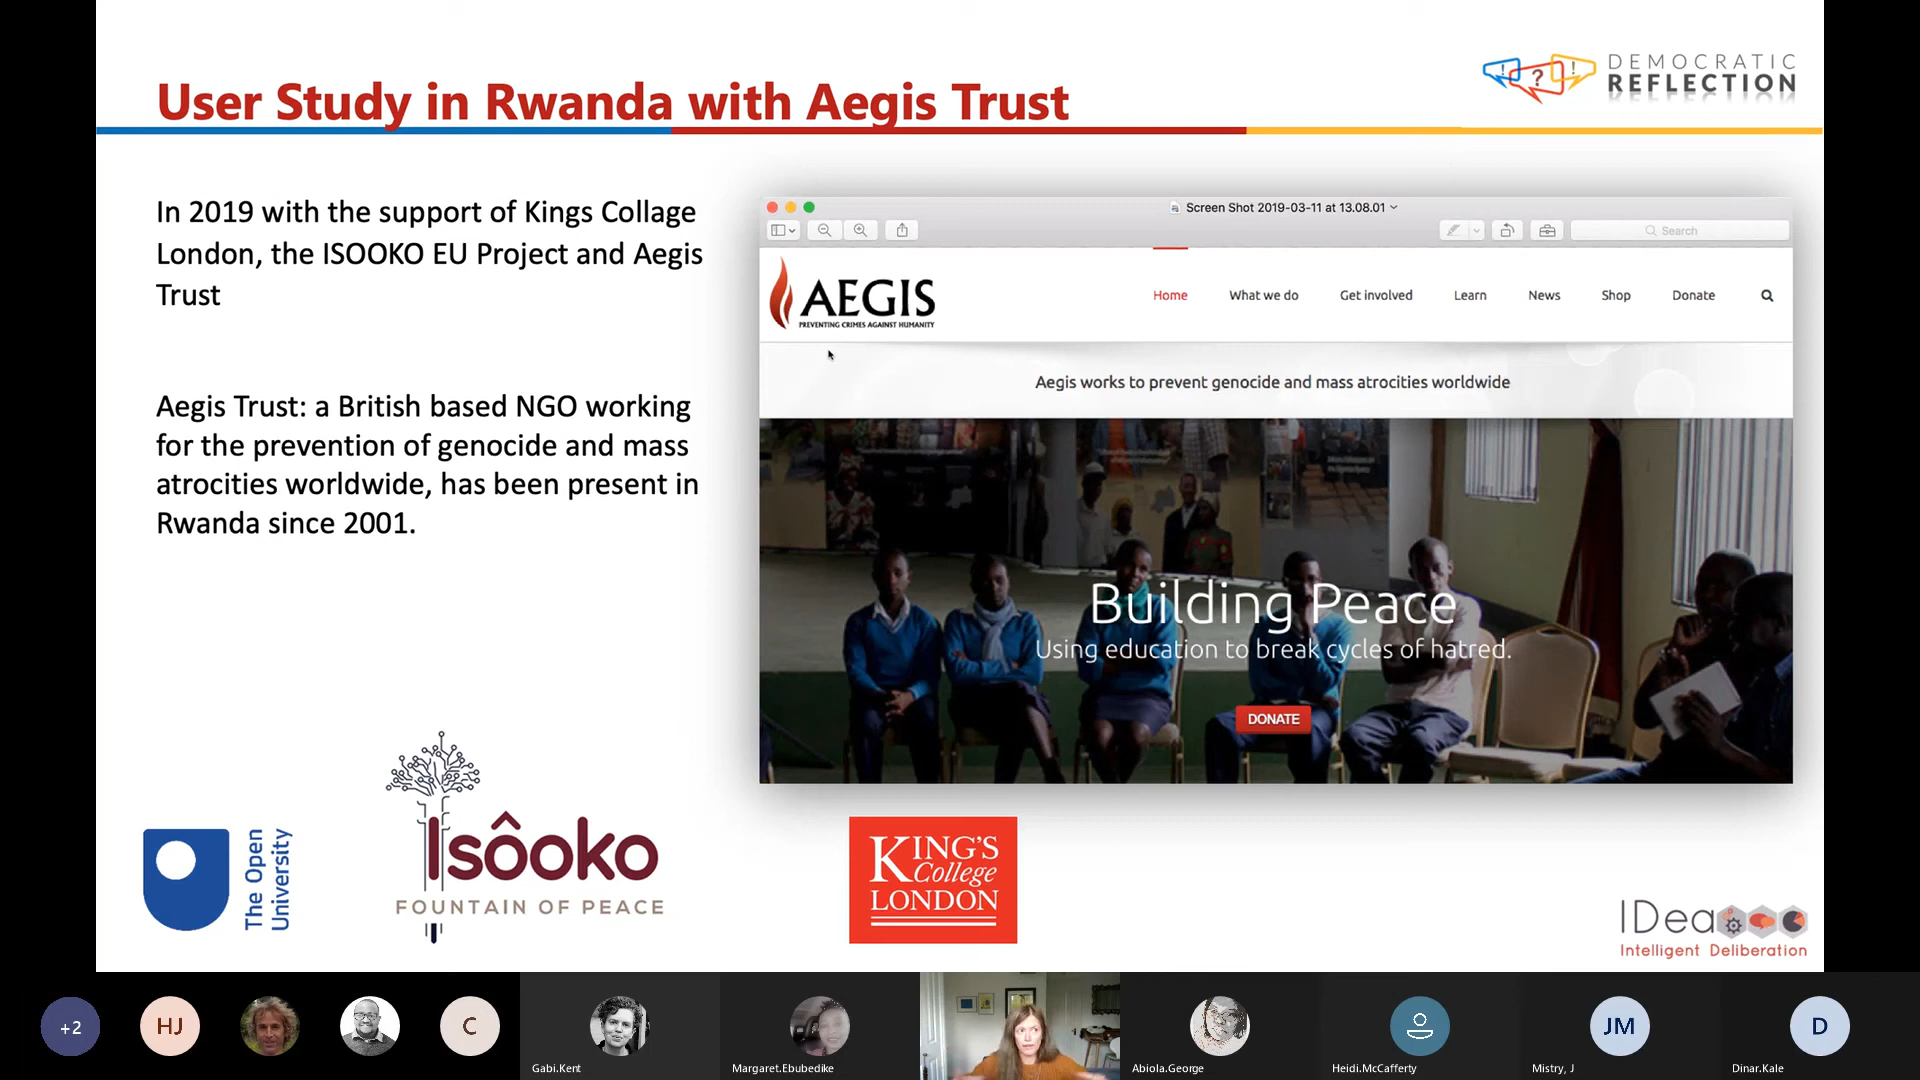 User Study in Rwanda with Aegis Trust
DEMOCRATIC
REFLECTION
! ? !
In 2019 with the support of Kings Collage
London, the ISOOKO EU Project and Aegis
Trust
Aegis Trust: a British based NGO working
for the prevention of genocide and mass
atrocities worldwide, has been present in
Rwanda since 2001.
Screen Shot 2019-03-11 at 13.08.01
Search
AEGIS
PREVENTING CRIMES AGAINST HUMANITY
Home What we do Get involved Learn News Shop Donate
Aegis works to prevent genocide and mass atrocities worldwide
Building Peace
Using education to break cycles of hatred.
DONATE
The Open
University
Isôoko
FOUNTAIN OF PEACE
KING'S
College
LONDON
IDea
Intelligent Deliberation
+2 HJ C JM D
Gabi.Kent Margaret.Ebubedike Abiola.George Heidi.McCafferty Mistry, J Dinar.Kale